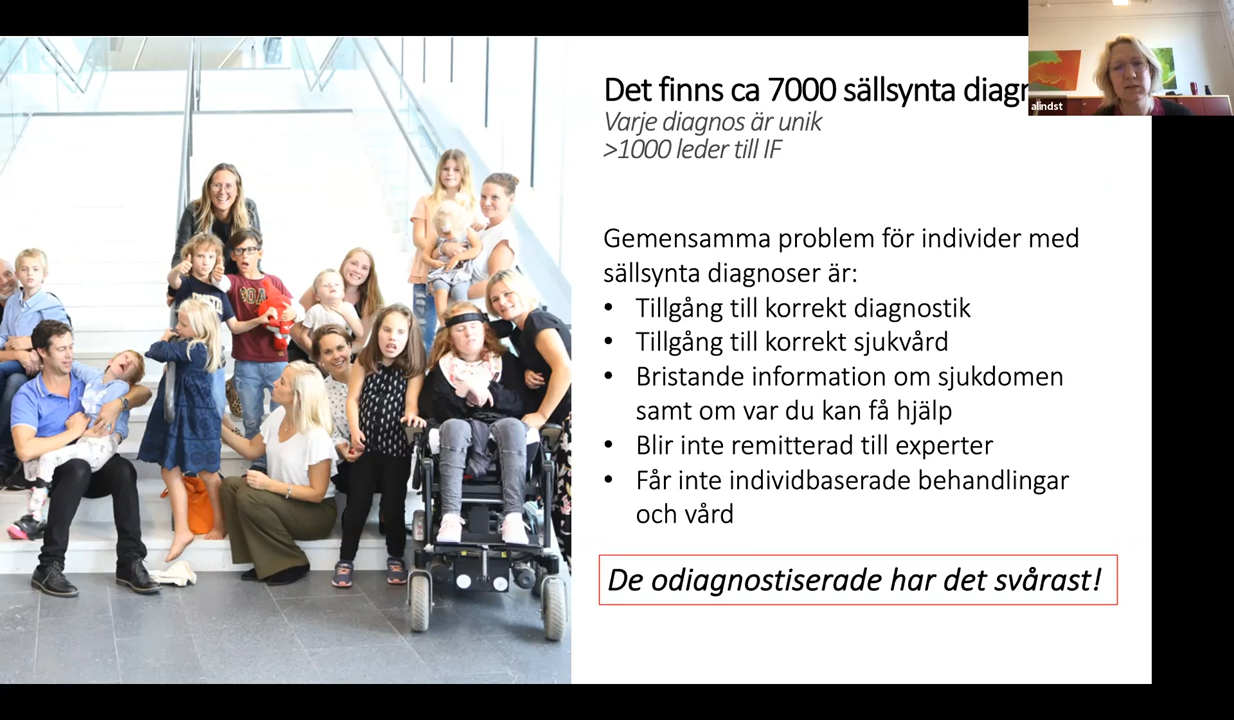 Det finns ca 7000 sällsynta diagn
Varje diagnos är unik
>1000 leder till IF
alindst
Gemensamma problem för individer med
sällsynta diagnoser är:
• Tillgång till korrekt diagnostik
• Tillgång till korrekt sjukvård
• Bristande information om sjukdomen
samt om var du kan få hjälp
• Blir inte remitterad till experter
• Får inte individbaserade behandlingar
och vård
De odiagnostiserade har det svårast!